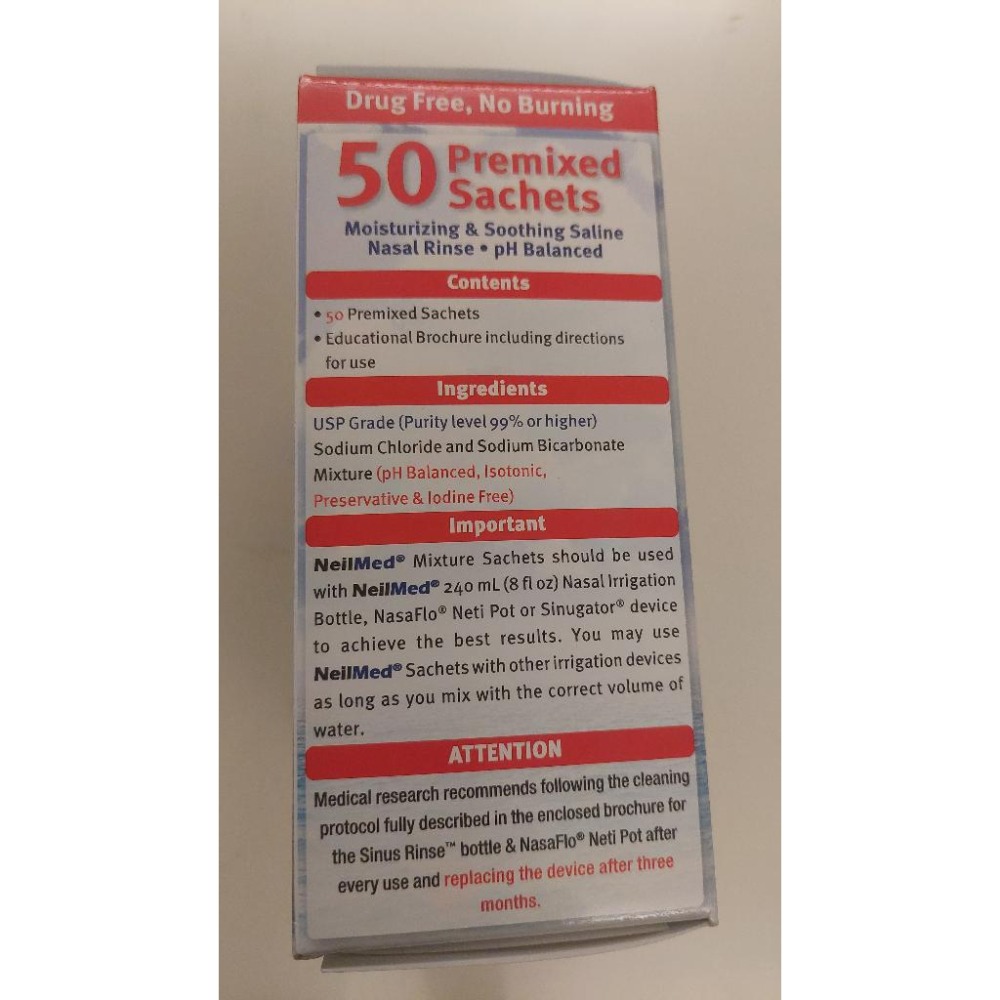 Drug Free, No Burning
50 Premixed
Sachets
Moisturizing & Soothing Saline
Nasal Rinse • pH Balanced
Contents
• 50 Premixed Sachets
• Educational Brochure including directions
for use
Ingredients
USP Grade (Purity level 99% or higher)
Sodium Chloride and Sodium Bicarbonate
Mixture (pH Balanced, Isotonic,
Preservative & Iodine Free)
Important
NeilMed® Mixture Sachets should be used
with NeilMed® 240 mL (8 fl oz) Nasal Irrigation
Bottle, NasaFlo® Neti Pot or Sinugator® device
to achieve the best results. You may use
NeilMed® Sachets with other irrigation devices
as long as you mix with the correct volume of
water.
ATTENTION
Medical research recommends following the cleaning
protocol fully described in the enclosed brochure for
the Sinus Rinse™ bottle & NasaFlo® Neti Pot after
every use and replacing the device after three
months.